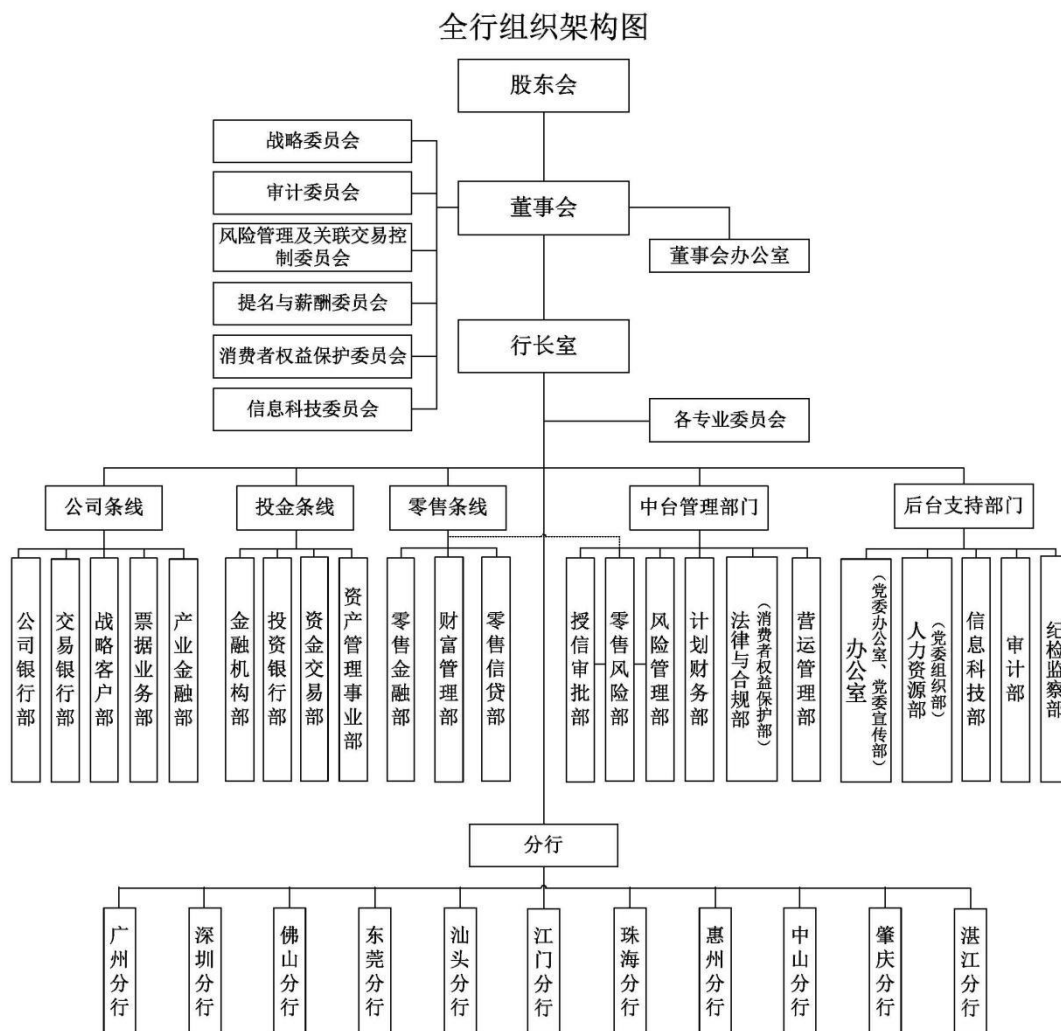 全行组织架构图
股东会
战略委员会
审计委员会
董事会
风险管理及关联交易控
制委员会
董事会办公室
提名与薪酬委员会
行长室
消费者权益保护委员会
信息科技委员会
各专业委员会
公司条线
投金条线
零售条线
中台管理部门
后台支持部门
公司银行部
交易银行部
战略客户部
票据业务部
产业金融部
金融机构部
投资银行部
资金交易部
资产管理事业部
零售金融部
财富管理部
零售信贷部
授信审批部
零售风险部
风险管理部
计划财务部
法律与合规部
（消费者权益保护部）
营运管理部
办公室
（党委办公室、党委宣传部）
人力资源部
（党委组织部）
信息科技部
审计部
纪检监察部
分行
广州分行
深圳分行
佛山分行
东莞分行
汕头分行
江门分行
珠海分行
惠州分行
中山分行
肇庆分行
湛江分行